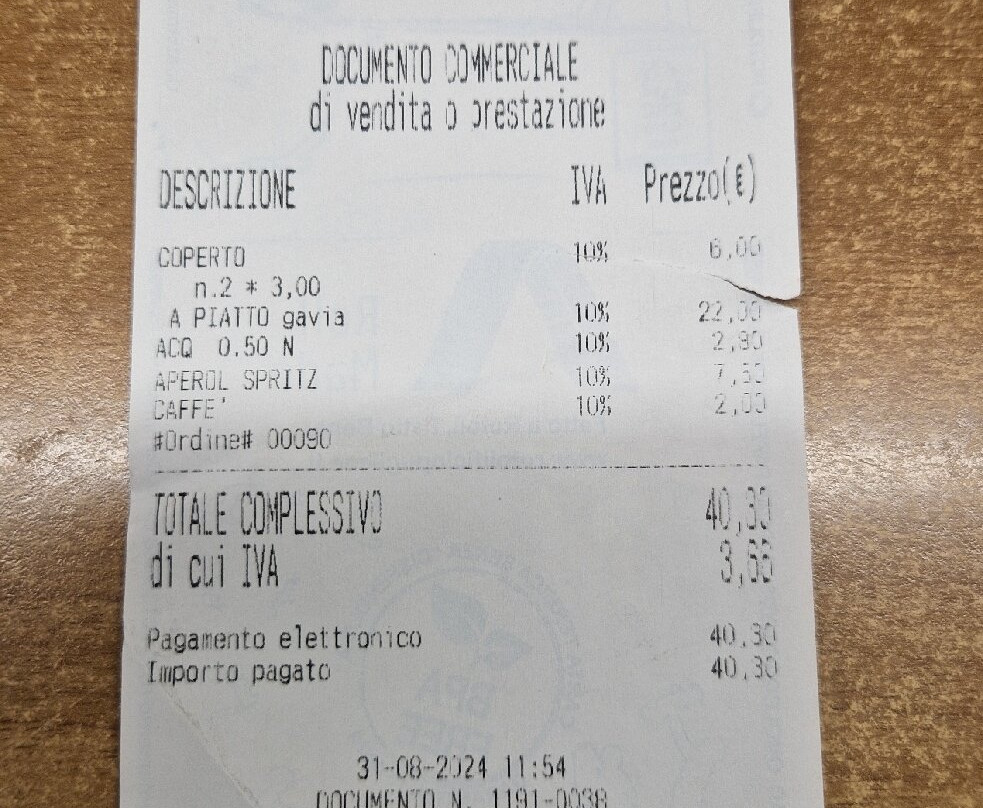 DOCUMENTO COMMERCIALE
di vendita o prestazione
DESCRIZIONE IVA Prezzo(€)
COPERTO 10% 6,00
n.2 * 3,00
A PIATTO gavia 10% 22,00
ACQ 0.50 N 10% 2,80
APEROL SPRITZ 10% 7,50
CAFFE' 10% 2,00
#Ordine# 00090
TOTALE COMPLESSIVO 40,30
di cui IVA 3,66
Pagamento elettronico 40,30
Importo pagato 40,30
31-08-2024 11:54
DOCUMENTO N. 1191-0038